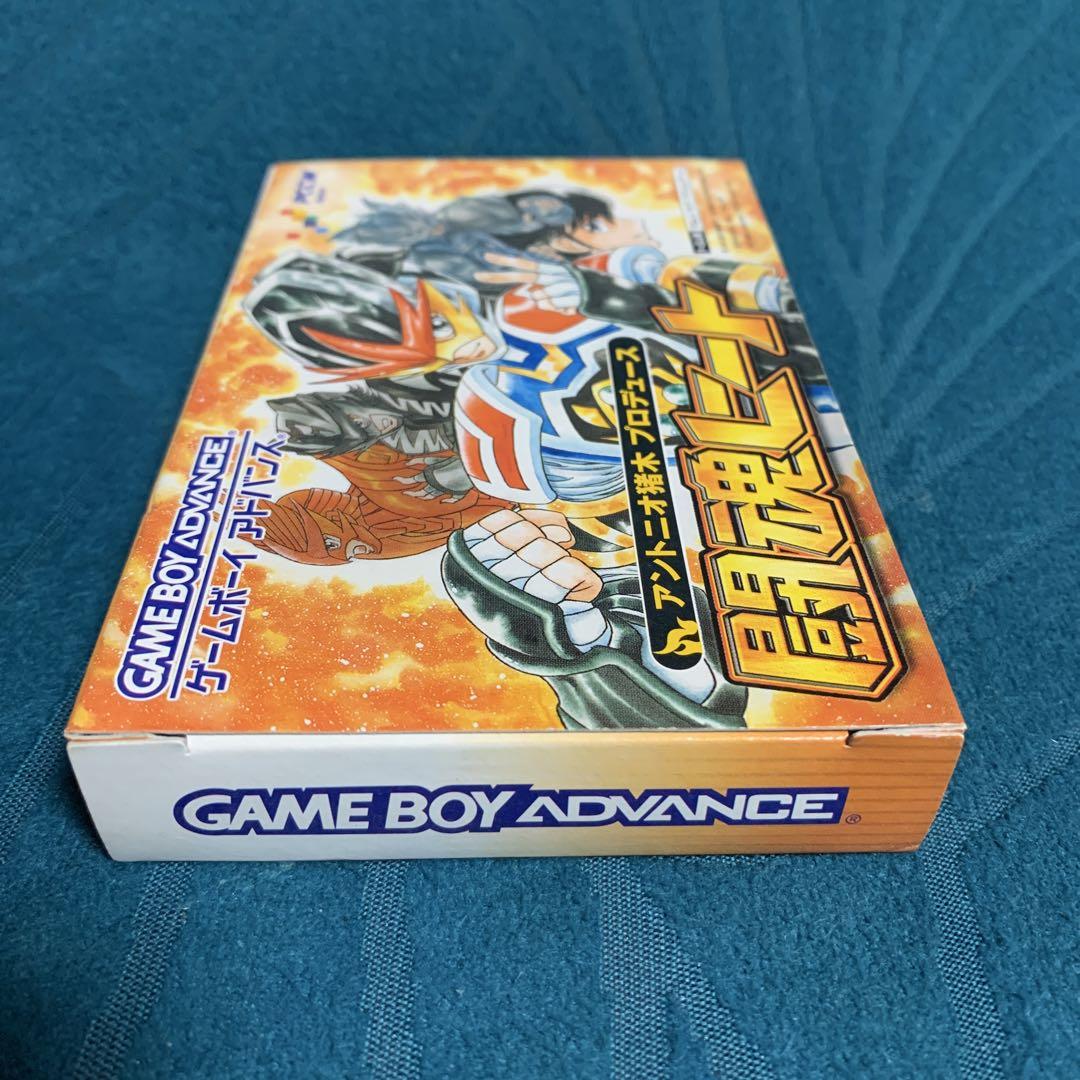 GAME BOY ADVANCE®
ゲームボーイ アドバンス®
PCCW
アントニオ猪木 プロデュース
闘魂ヒート
GAME BOY ADVANCE®